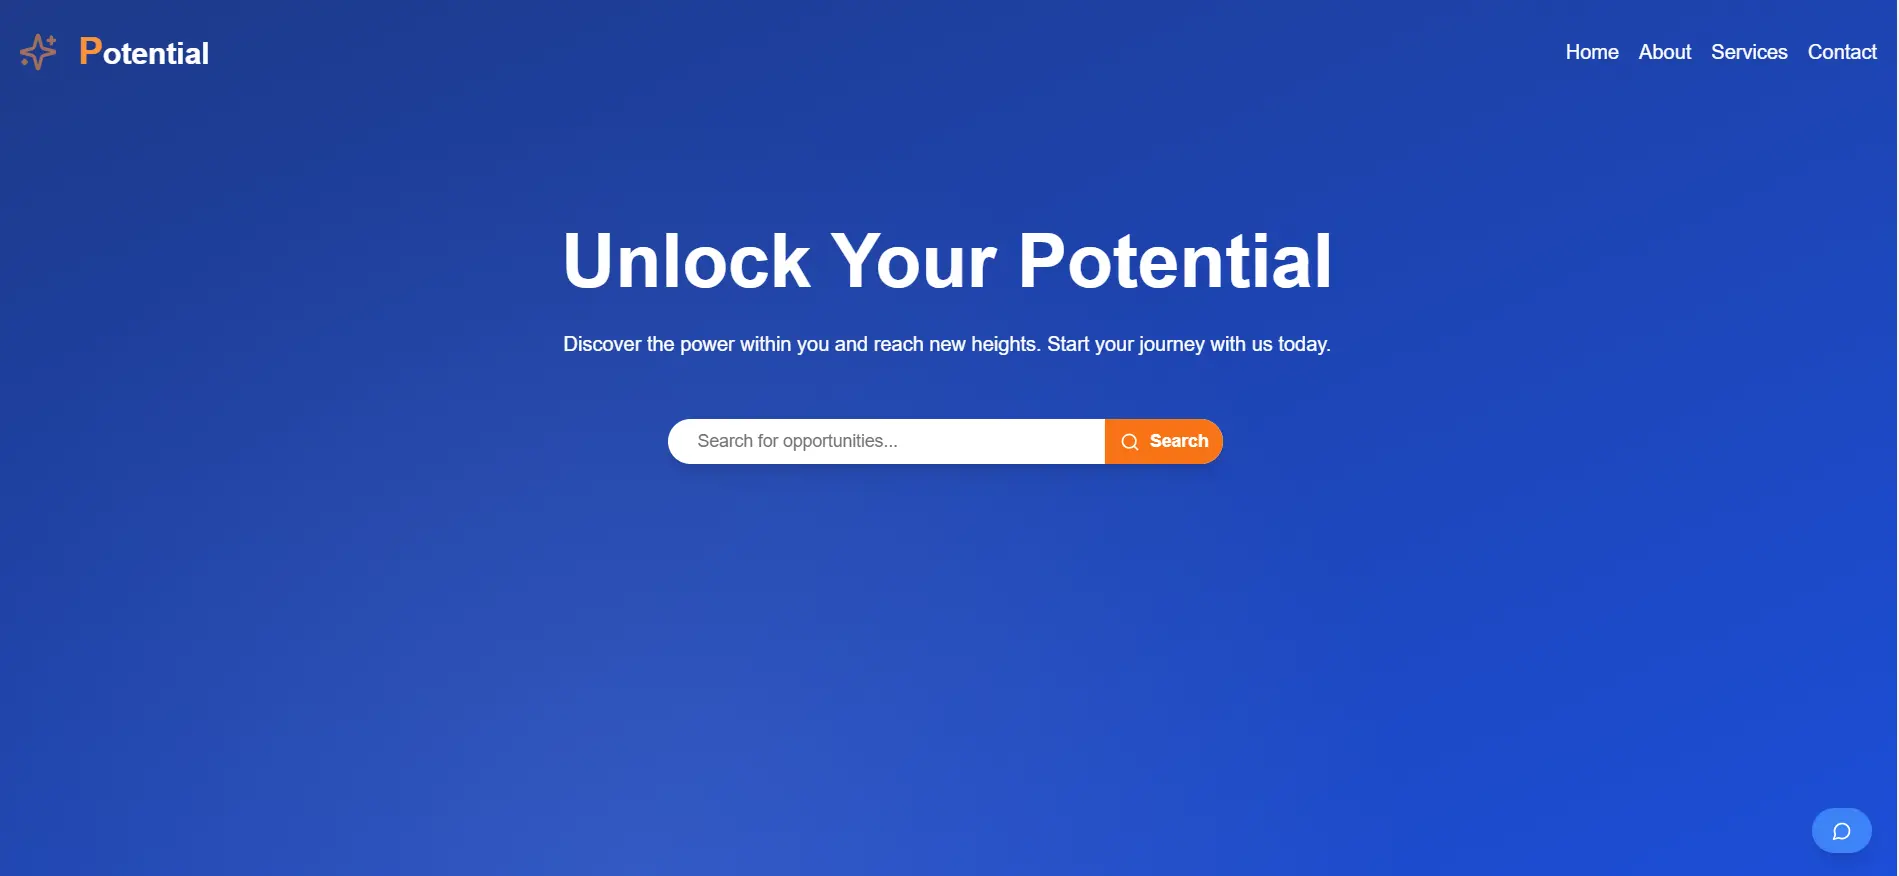 Potential
Home About Services Contact
Unlock Your Potential
Discover the power within you and reach new heights. Start your journey with us today.
Search for opportunities...
Search